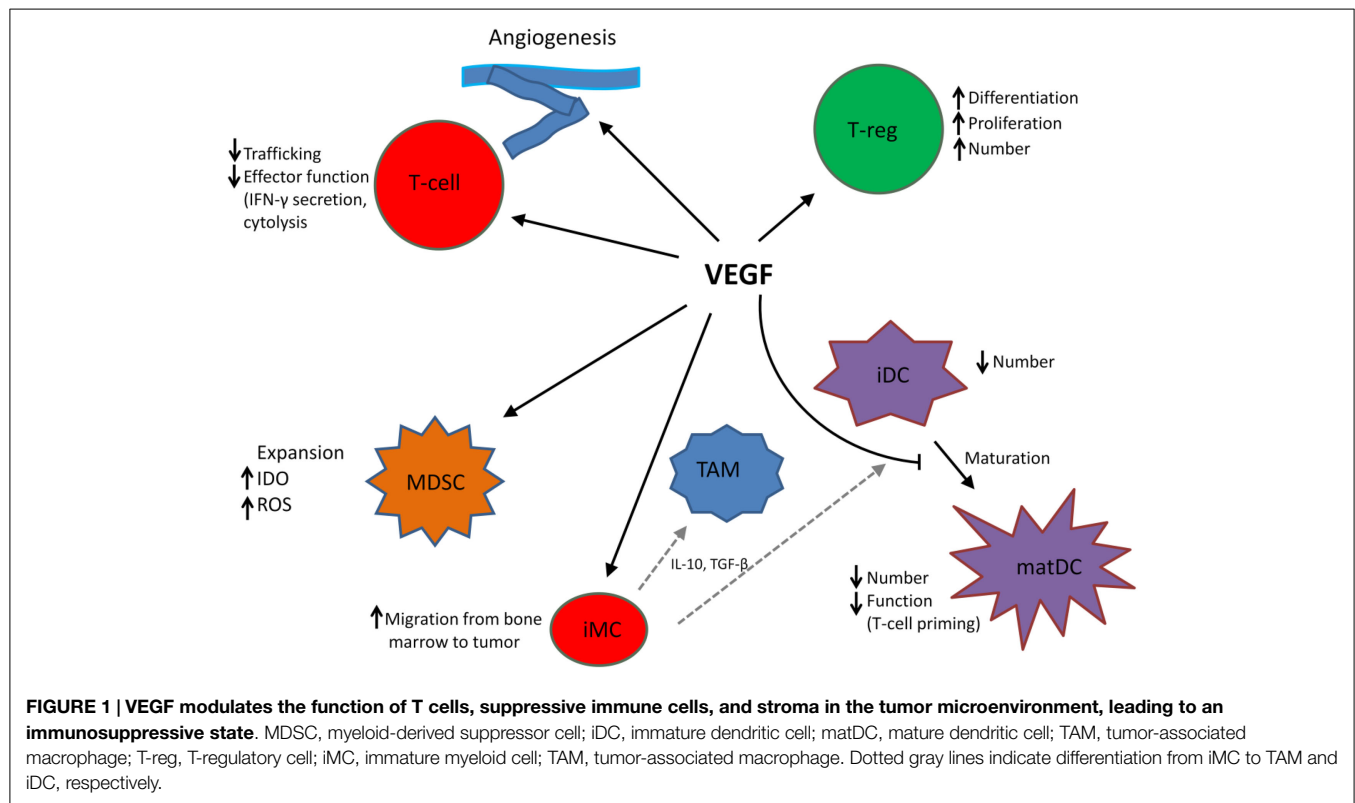 Angiogenesis
T-cell
↓ Trafficking
↓ Effector function
(IFN-γ secretion,
cytolysis
T-reg
↑ Differentiation
↑ Proliferation
↑ Number
VEGF
iDC
↓ Number
Maturation
matDC
↓ Number
↓ Function
(T-cell priming)
Expansion
↑ IDO
↑ ROS
MDSC
TAM
IL-10, TGF-β
iMC
↑ Migration from bone
marrow to tumor
FIGURE 1 | VEGF modulates the function of T cells, suppressive immune cells, and stroma in the tumor microenvironment, leading to an
immunosuppressive state. MDSC, myeloid-derived suppressor cell; iDC, immature dendritic cell; matDC, mature dendritic cell; TAM, tumor-associated
macrophage; T-reg, T-regulatory cell; iMC, immature myeloid cell; TAM, tumor-associated macrophage. Dotted gray lines indicate differentiation from iMC to TAM and
iDC, respectively.